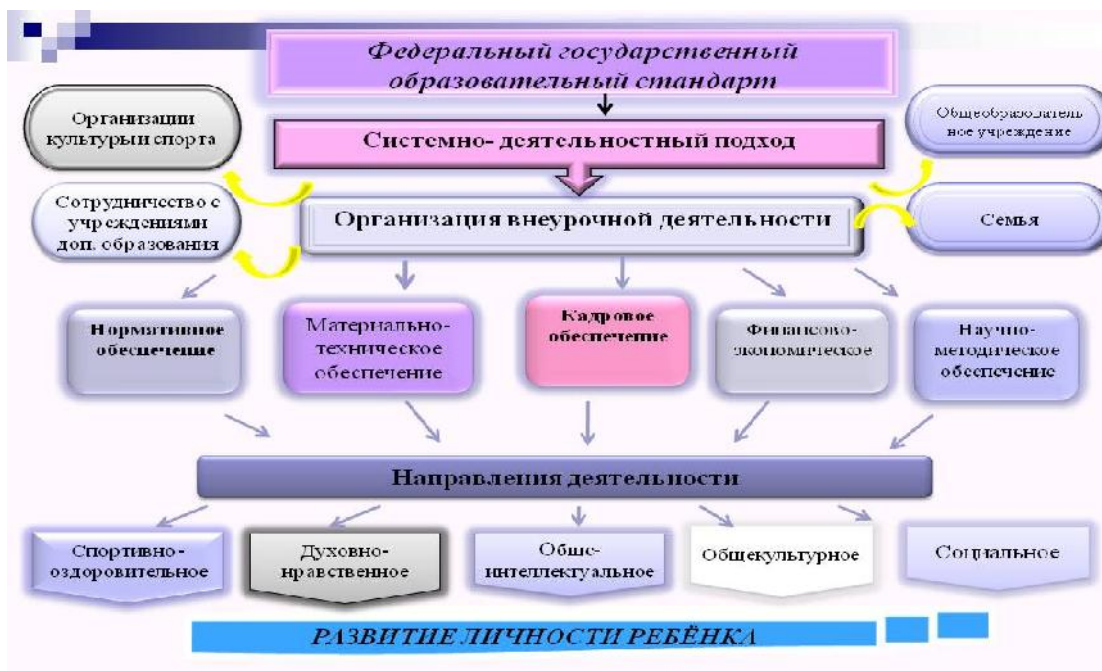 Федеральный государственный
образовательный стандарт
Организации
культурыи спорта
Системно- деятельностный подход
Общеобразователь
ное учреждение
Сотрудничество с
учреждениями
доп. образования
Организация внеурочной деятельности
Семья
Нормативное
обеспечение
Материально-
техническое
обеспечение
Кадровое
обеспечение
Финансово-
экономическое
Научно-
методическое
обеспечение
Направления деятельности
Спортивно-
оздоровительное
Духовно-
нравственное
Обще-
интеллектуальное
Общекультурное
Социальное
РАЗВИТИЕ ЛИЧНОСТИ РЕБЁНКА